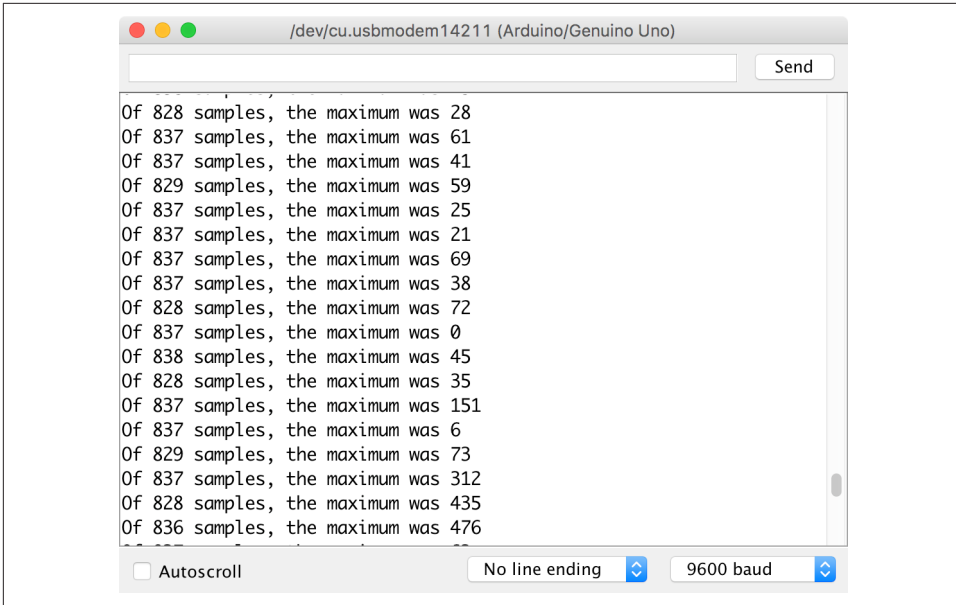 /dev/cu.usbmodem14211 (Arduino/Genuino Uno)
Send
Of 828 samples, the maximum was 28
Of 837 samples, the maximum was 61
Of 837 samples, the maximum was 41
Of 829 samples, the maximum was 59
Of 837 samples, the maximum was 25
Of 837 samples, the maximum was 21
Of 837 samples, the maximum was 69
Of 837 samples, the maximum was 38
Of 828 samples, the maximum was 72
Of 837 samples, the maximum was 0
Of 838 samples, the maximum was 45
Of 828 samples, the maximum was 35
Of 837 samples, the maximum was 151
Of 837 samples, the maximum was 6
Of 829 samples, the maximum was 73
Of 837 samples, the maximum was 312
Of 828 samples, the maximum was 435
Of 836 samples, the maximum was 476
Autoscroll
No line ending
9600 baud